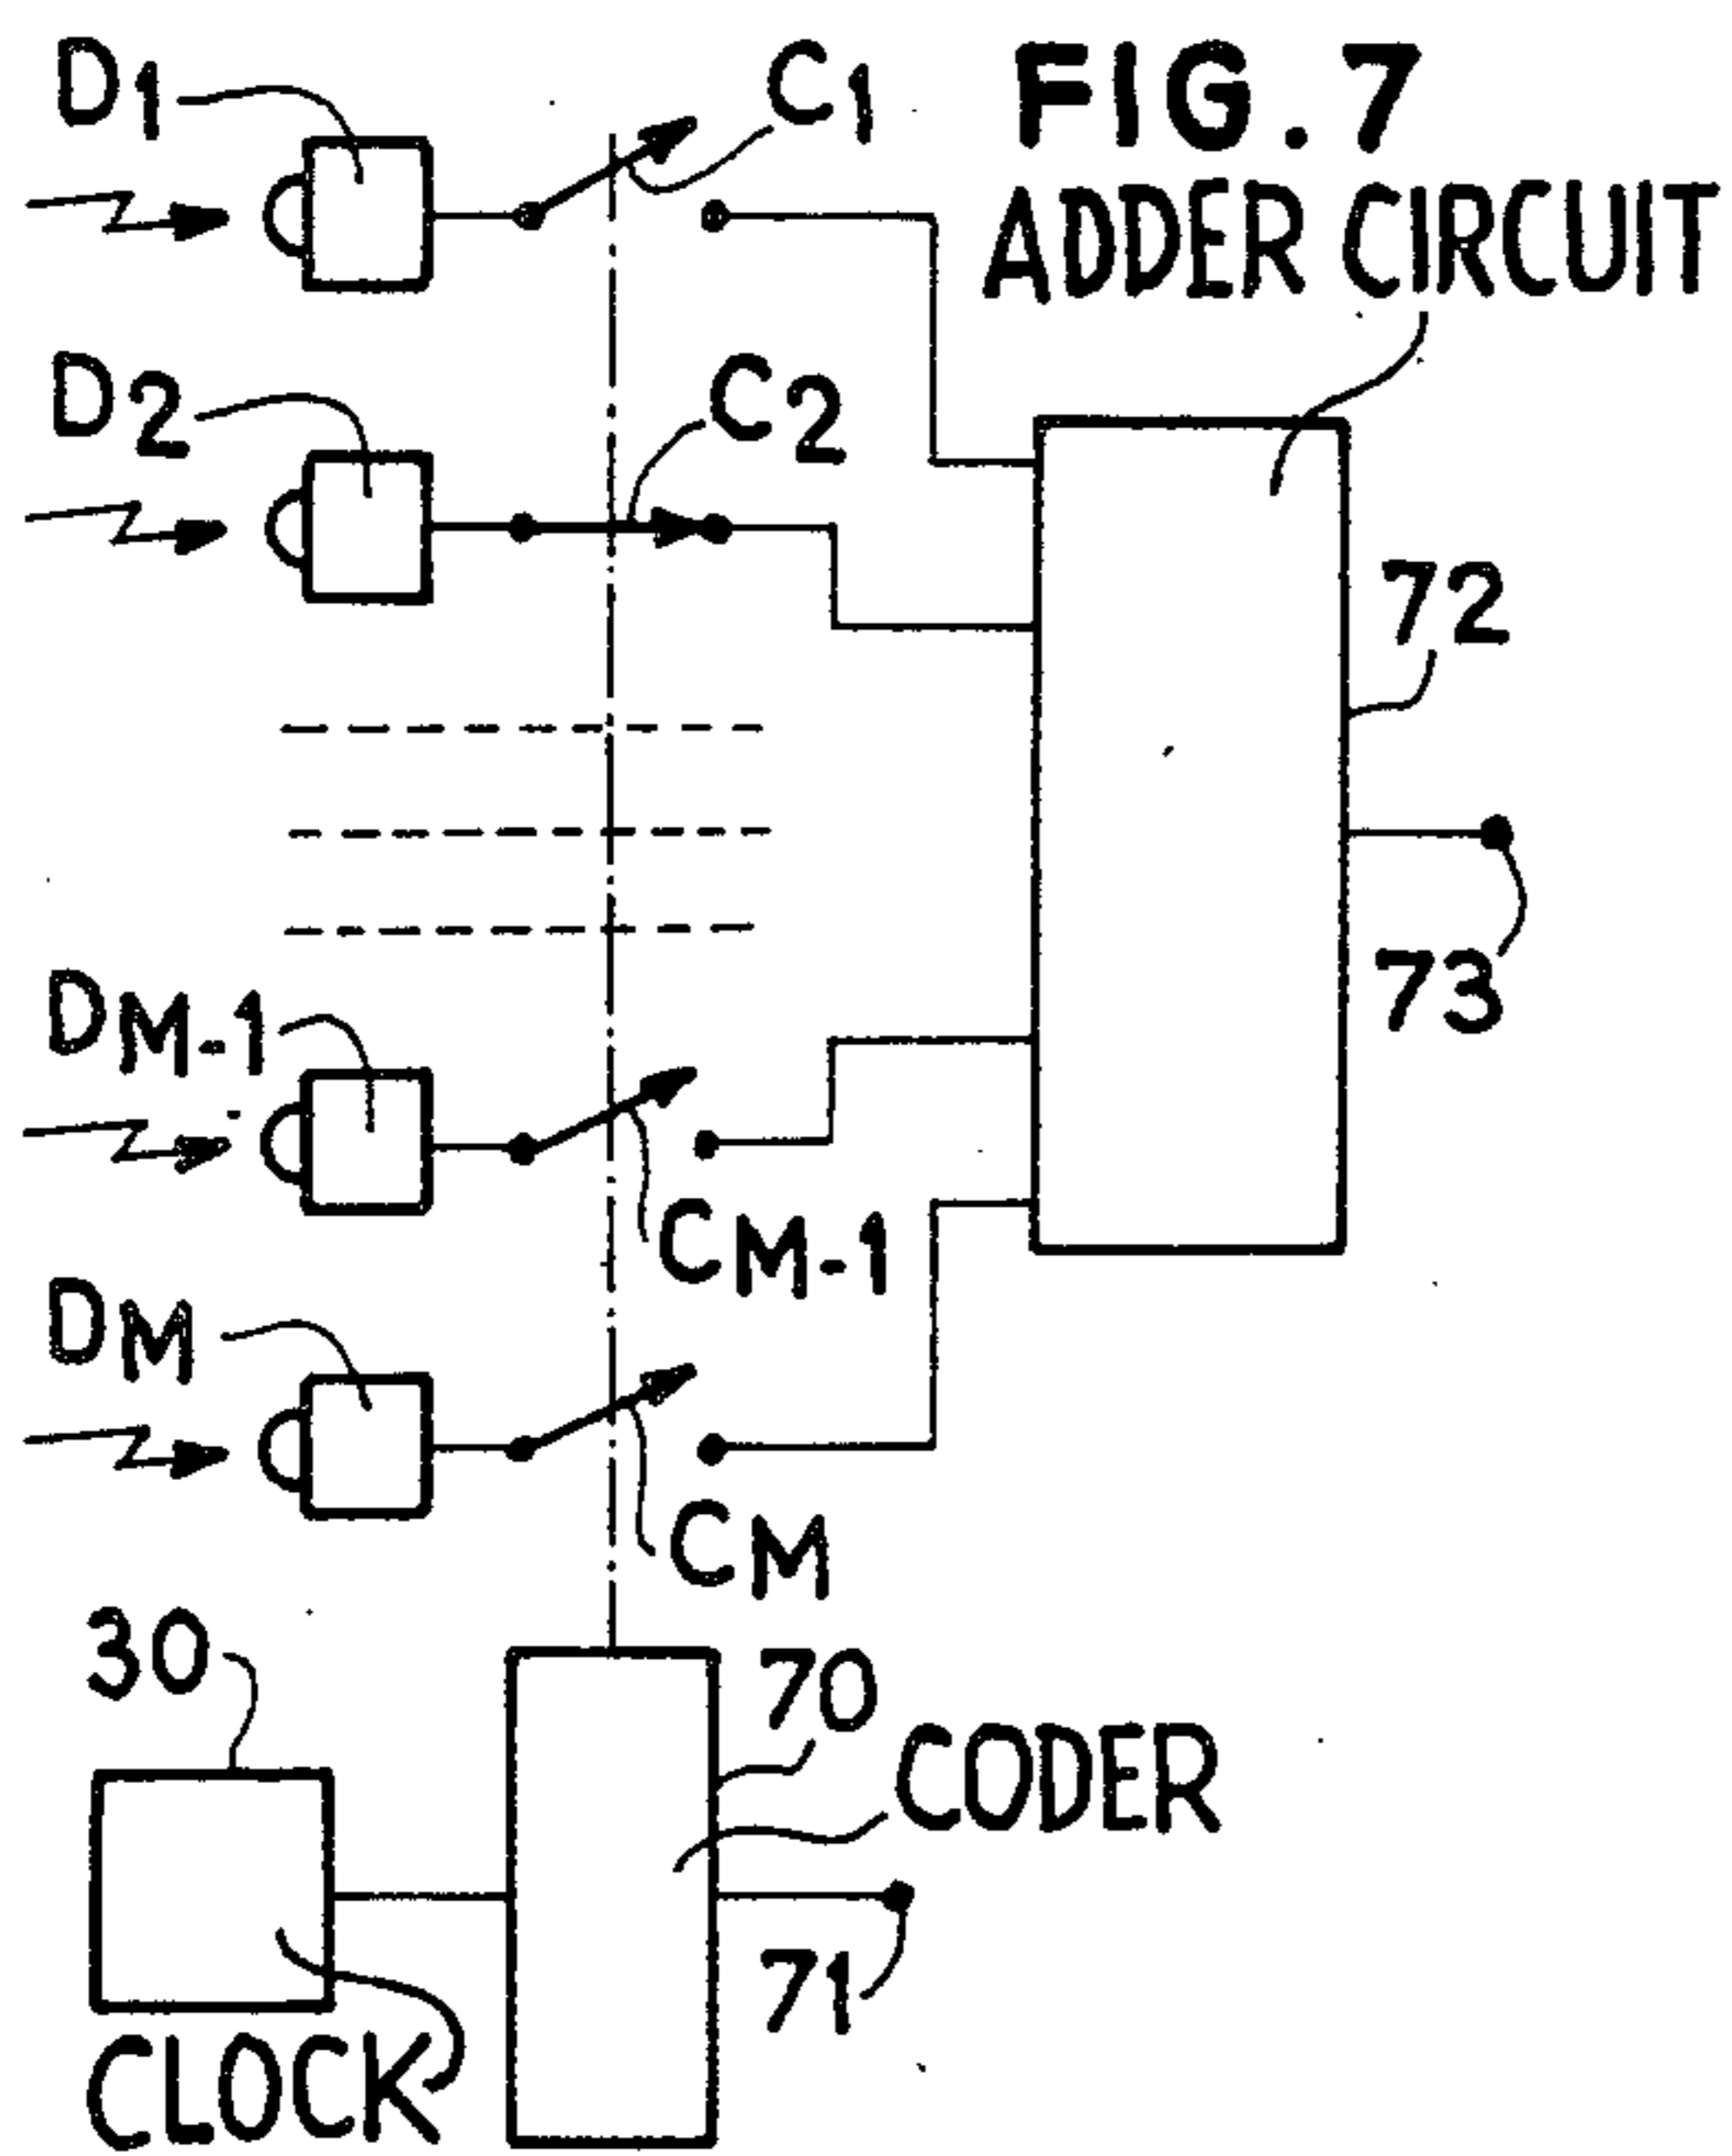 D1
C1
FIG. 7
ADDER CIRCUIT
D2
C2
72
73
DM-1
CM-1
DM
CM
30
70
CODER
71
CLOCK